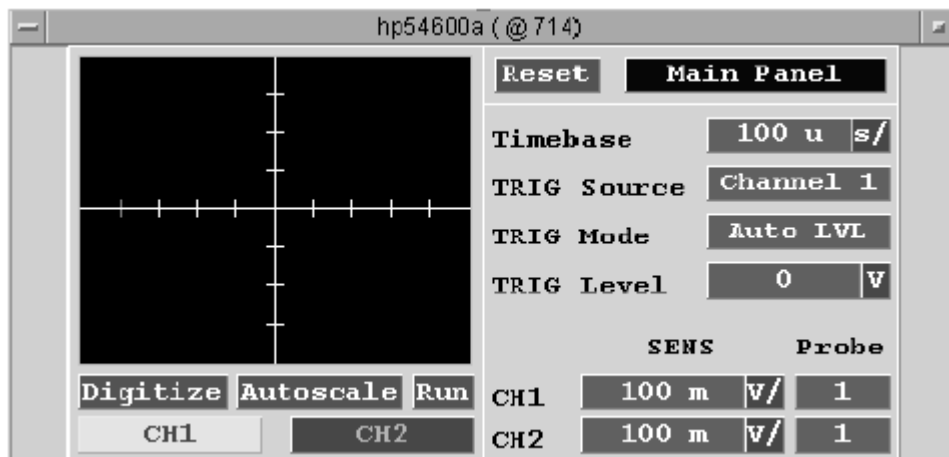 hp54600a ( @ 714)
Reset Main Panel
Timebase 100 u s/
TRIG Source Channel 1
TRIG Mode Auto LVL
TRIG Level 0 V
SENS Probe
Digitize Autoscale Run
CH1 100 m V/ 1
CH1 CH2
CH2 100 m V/ 1